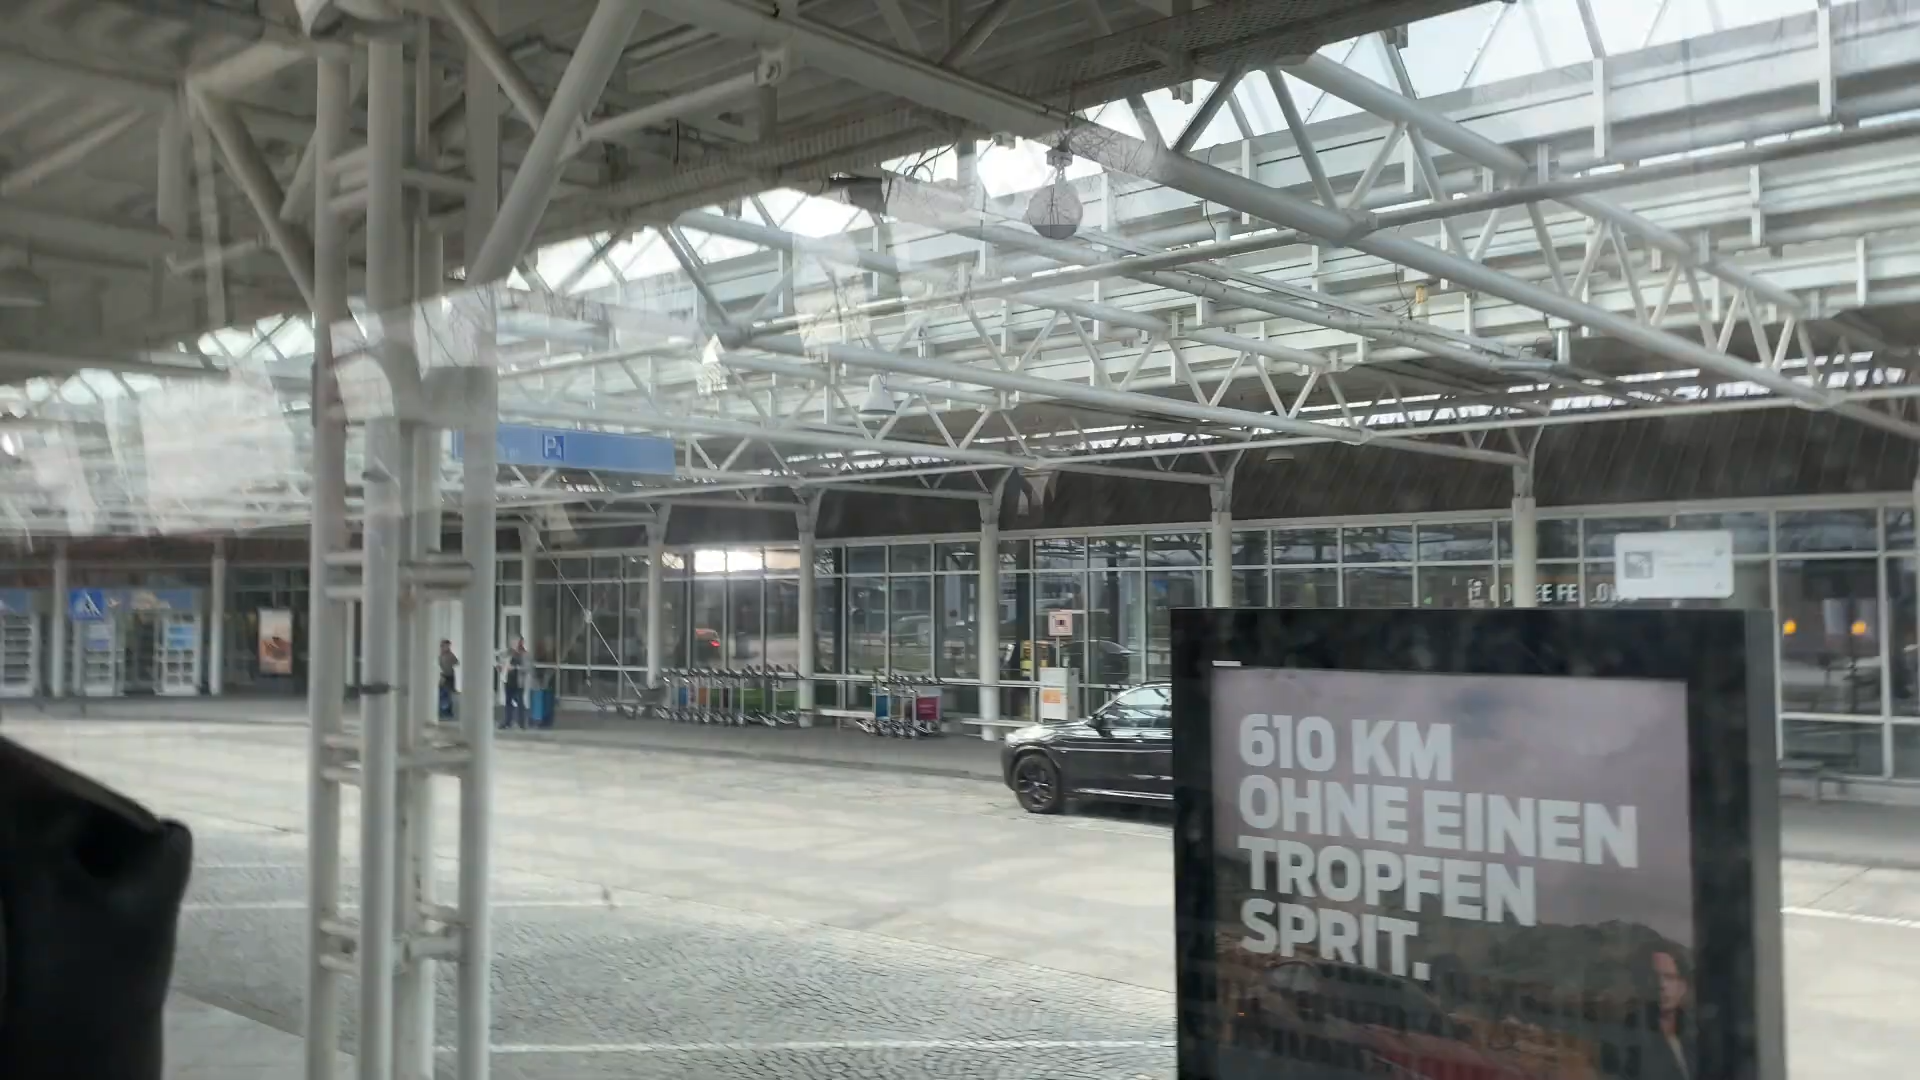 P
610 KM
OHNE EINEN
TROPFEN
SPRIT.